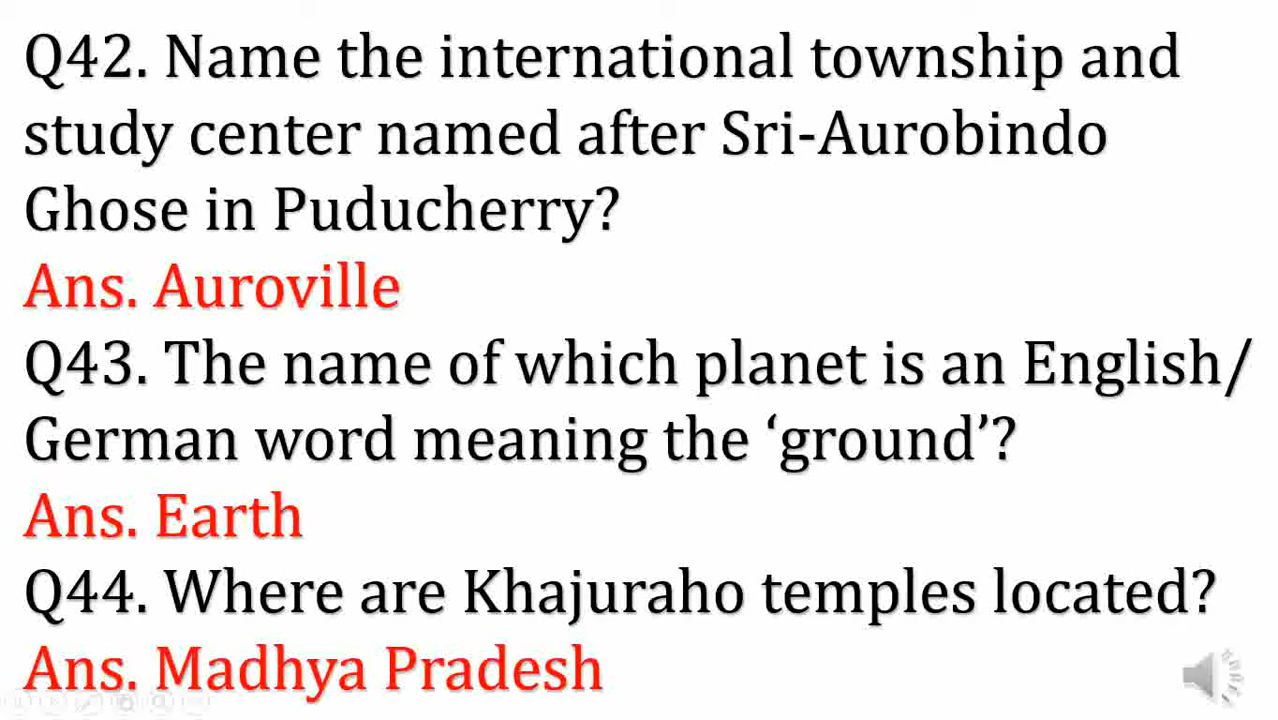 Q42. Name the international township and
study center named after Sri-Aurobindo
Ghose in Puducherry?
Ans. Auroville
Q43. The name of which planet is an English/
German word meaning the ‘ground’?
Ans. Earth
Q44. Where are Khajuraho temples located?
Ans. Madhya Pradesh